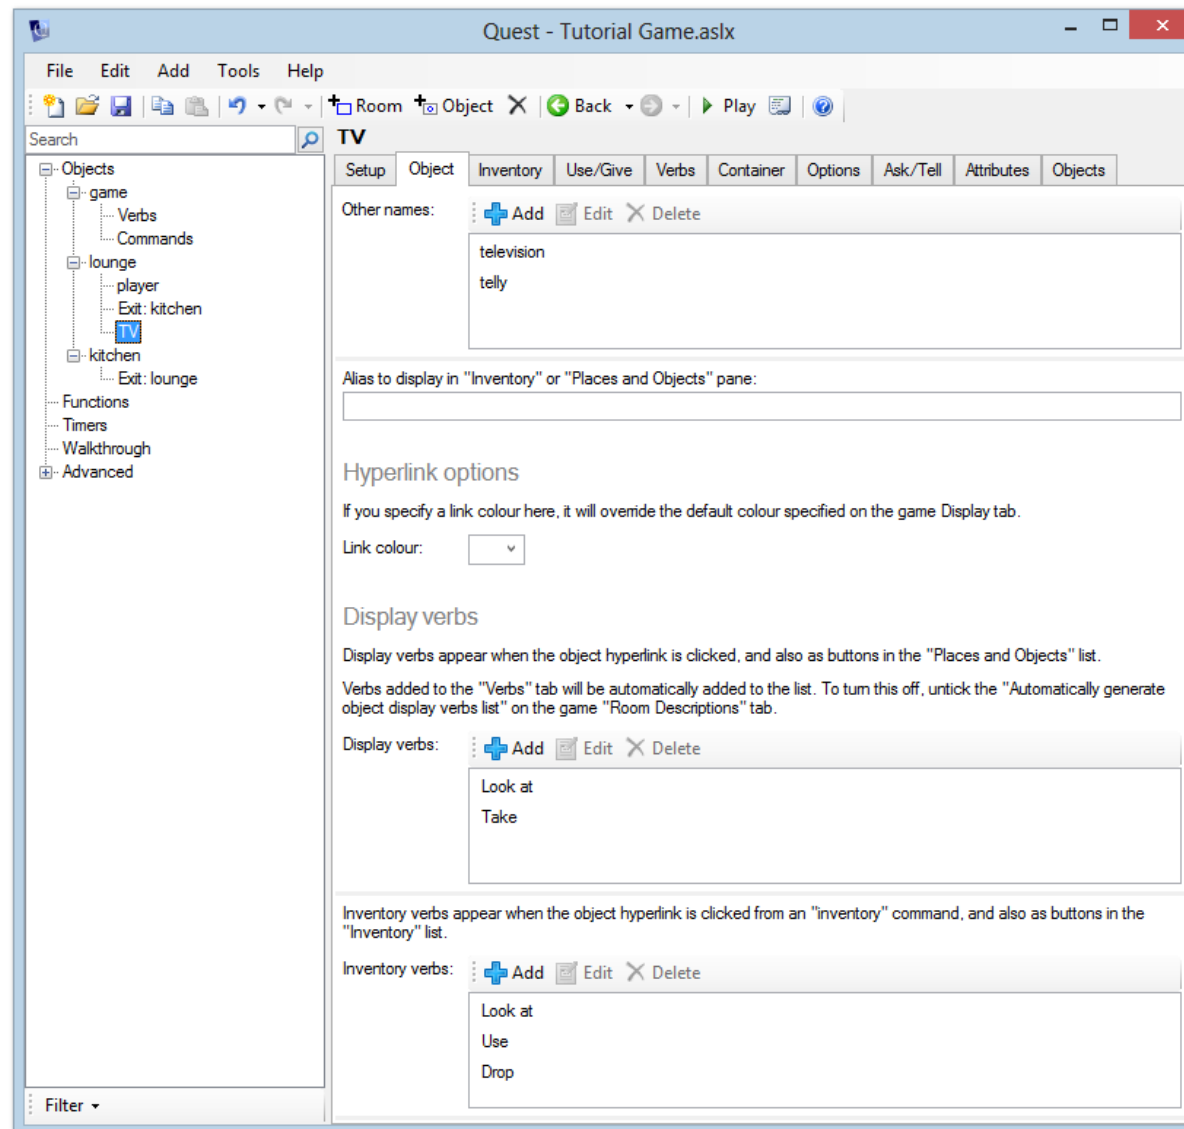 Quest - Tutorial Game.aslx
File Edit Add Tools Help
Room Object Back Play
Search
TV
Setup Object Inventory Use/Give Verbs Container Options Ask/Tell Attributes Objects
Objects
game
Verbs
Commands
lounge
player
Exit: kitchen
TV
kitchen
Exit: lounge
Functions
Timers
Walkthrough
Advanced
Filter
Other names:
Add Edit Delete
television
telly
Alias to display in "Inventory" or "Places and Objects" pane:
Hyperlink options
If you specify a link colour here, it will override the default colour specified on the game Display tab.
Link colour:
Display verbs
Display verbs appear when the object hyperlink is clicked, and also as buttons in the "Places and Objects" list.
Verbs added to the "Verbs" tab will be automatically added to the list. To turn this off, untick the "Automatically generate
object display verbs list" on the game "Room Descriptions" tab.
Display verbs:
Add Edit Delete
Look at
Take
Inventory verbs appear when the object hyperlink is clicked from an "inventory" command, and also as buttons in the
"Inventory" list.
Inventory verbs:
Add Edit Delete
Look at
Use
Drop